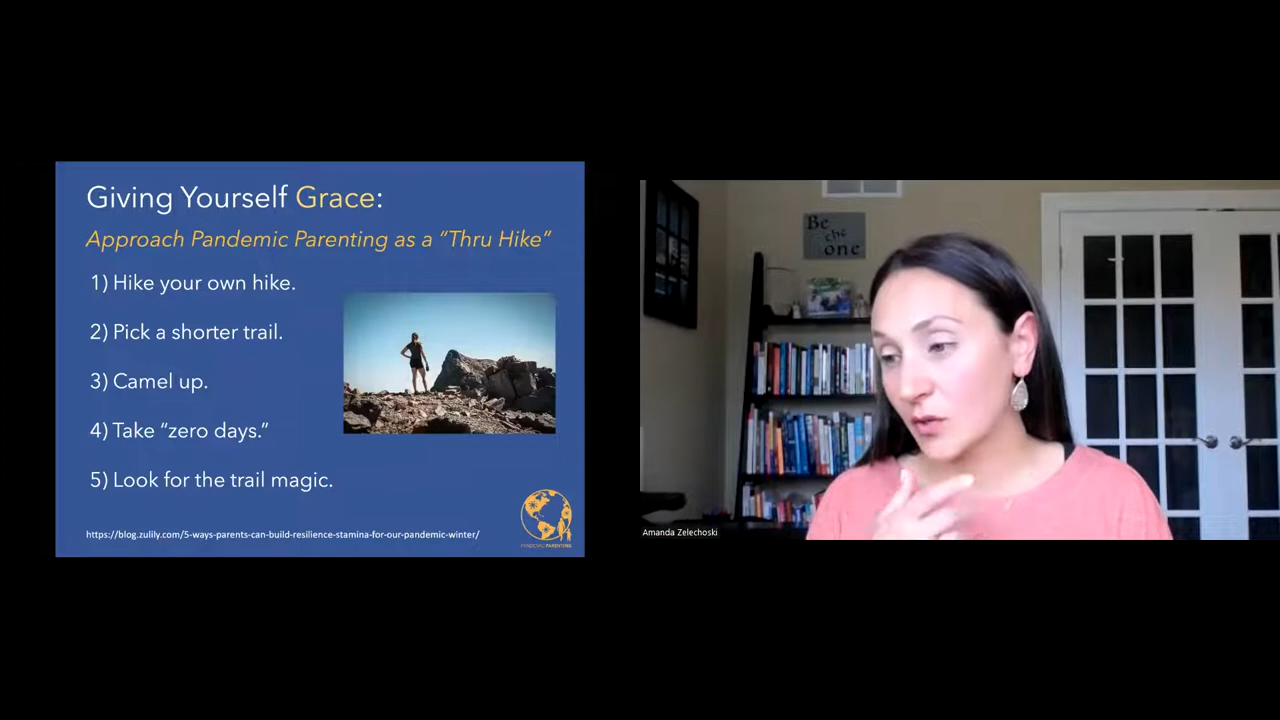 Giving Yourself Grace:
Approach Pandemic Parenting as a “Thru Hike”
1) Hike your own hike.
2) Pick a shorter trail.
3) Camel up.
4) Take “zero days.”
5) Look for the trail magic.
https://blog.zulily.com/5-ways-parents-can-build-resilience-stamina-for-our-pandemic-winter/
PANDEMIC PARENTING
Be
the
one
Amanda Zelechoski